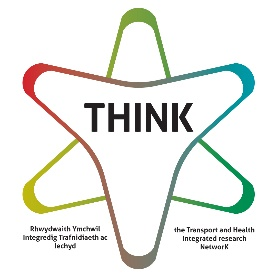 THINK
Rhwydwaith Ymchwil
Integredig Trafnidiaeth ac
Iechyd
the Transport and Health
Integrated research
NetworK